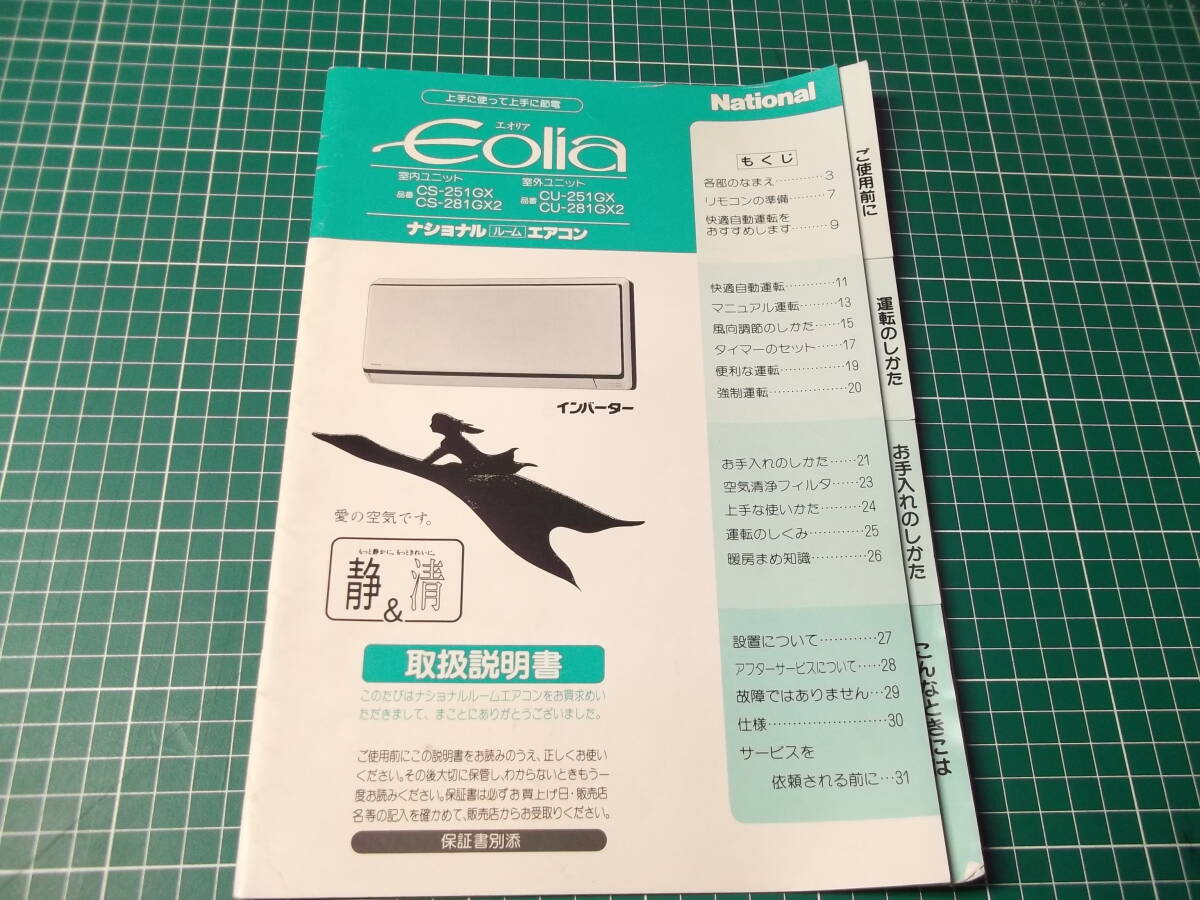 上手に使って上手に節電
エオリア
Eolia
室内ユニット
品番 CS-251GX
CS-281GX2
室外ユニット
品番 CU-251GX
CU-281GX2
ナショナル ルーム エアコン
インバーター
愛の空気です。
もっと静かに。もっときれいに。
静&清
取扱説明書
このたびはナショナルルームエアコンをお買求めい
ただきまして、まことにありがとうございました。
ご使用前にこの説明書をお読みのうえ、正しくお使い
ください。その後大切に保管し、わからないときもう一
度お読みください。保証書は必ずお買上げ日・販売店
名等の記入を確かめて、販売店からお受取りください。
保証書別添
National
もくじ
各部のなまえ…………3
リモコンの準備………7
快適自動運転を
おすすめします………9
快適自動運転…………11
マニュアル運転………13
風向調節のしかた……15
タイマーのセット……17
便利な運転……………19
強制運転………………20
お手入れのしかた……21
空気清浄フィルタ……23
上手な使いかた………24
運転のしくみ…………25
暖房まめ知識…………26
設置について…………27
アフターサービスについて……28
故障ではありません…29
仕様……………………30
サービスを
依頼される前に…31
ご使用前に
運転のしかた
お手入れのしかた
こんなときには